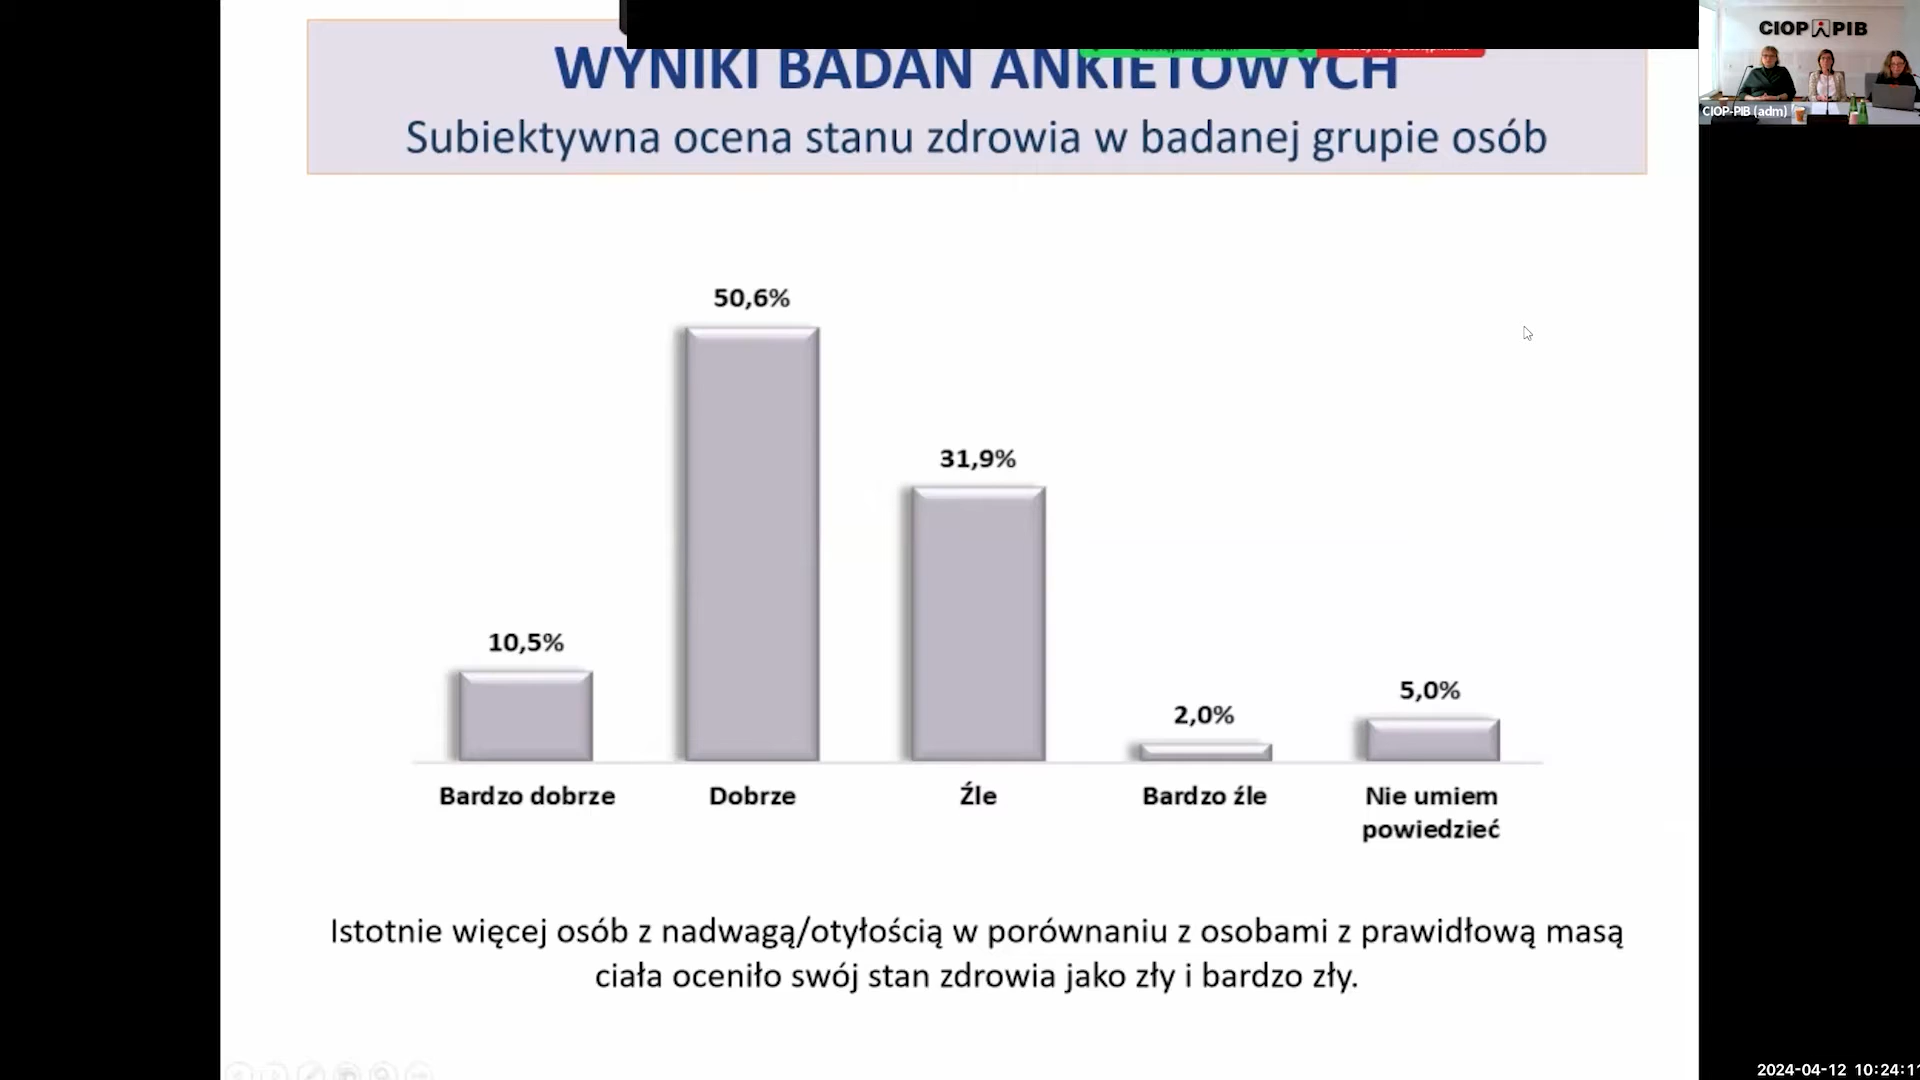 CIOP PIB
CIOP-PIB (adm)
WYNIKI BADAŃ ANKIETOWYCH
Subiektywna ocena stanu zdrowia w badanej grupie osób
50,6%
31,9%
10,5%
5,0%
2,0%
Bardzo dobrze
Dobrze
Źle
Bardzo źle
Nie umiem
powiedzieć
Istotnie więcej osób z nadwagą/otyłością w porównaniu z osobami z prawidłową masą
ciała oceniło swój stan zdrowia jako zły i bardzo zły.
2024-04-12 10:24:11